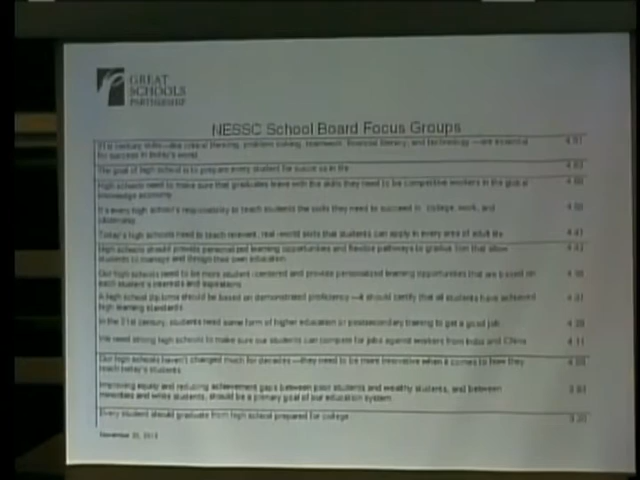 GREAT
SCHOOLS
PARTNERSHIP
NESSC School Board Focus Groups
21st century skills—like critical thinking, problem solving, teamwork, financial literacy, and technology —are essential
for success in today's world
The goal of high school is to prepare every student for success in life
High schools need to make sure that graduates leave with the skills they need to be competitive workers in the global
knowledge economy
It's every high school's responsibility to teach students the skills they need to succeed in college, work, and
citizenship
Today's high schools need to teach relevant, real-world skills that students can apply in every area of adult life
High schools should provide personalized learning opportunities and flexible pathways to graduation that allow
students to manage and design their own education
Our high schools need to be more student-centered and provide personalized learning opportunities that are based on
each student's interests and aspirations
A high school diploma should be based on demonstrated proficiency—it should certify that all students have achieved
high learning standards
In the 21st century, students need some form of higher education or postsecondary training to get a good job
We need strong high schools to make sure our students can compete for jobs against workers from India and China
Our high schools haven't changed much for decades—they need to be more innovative when it comes to how they
teach today's students
Improving equity and reducing achievement gaps between poor students and wealthy students, and between
minorities and white students, should be a primary goal of our education system
Every student should graduate from high school prepared for college
November